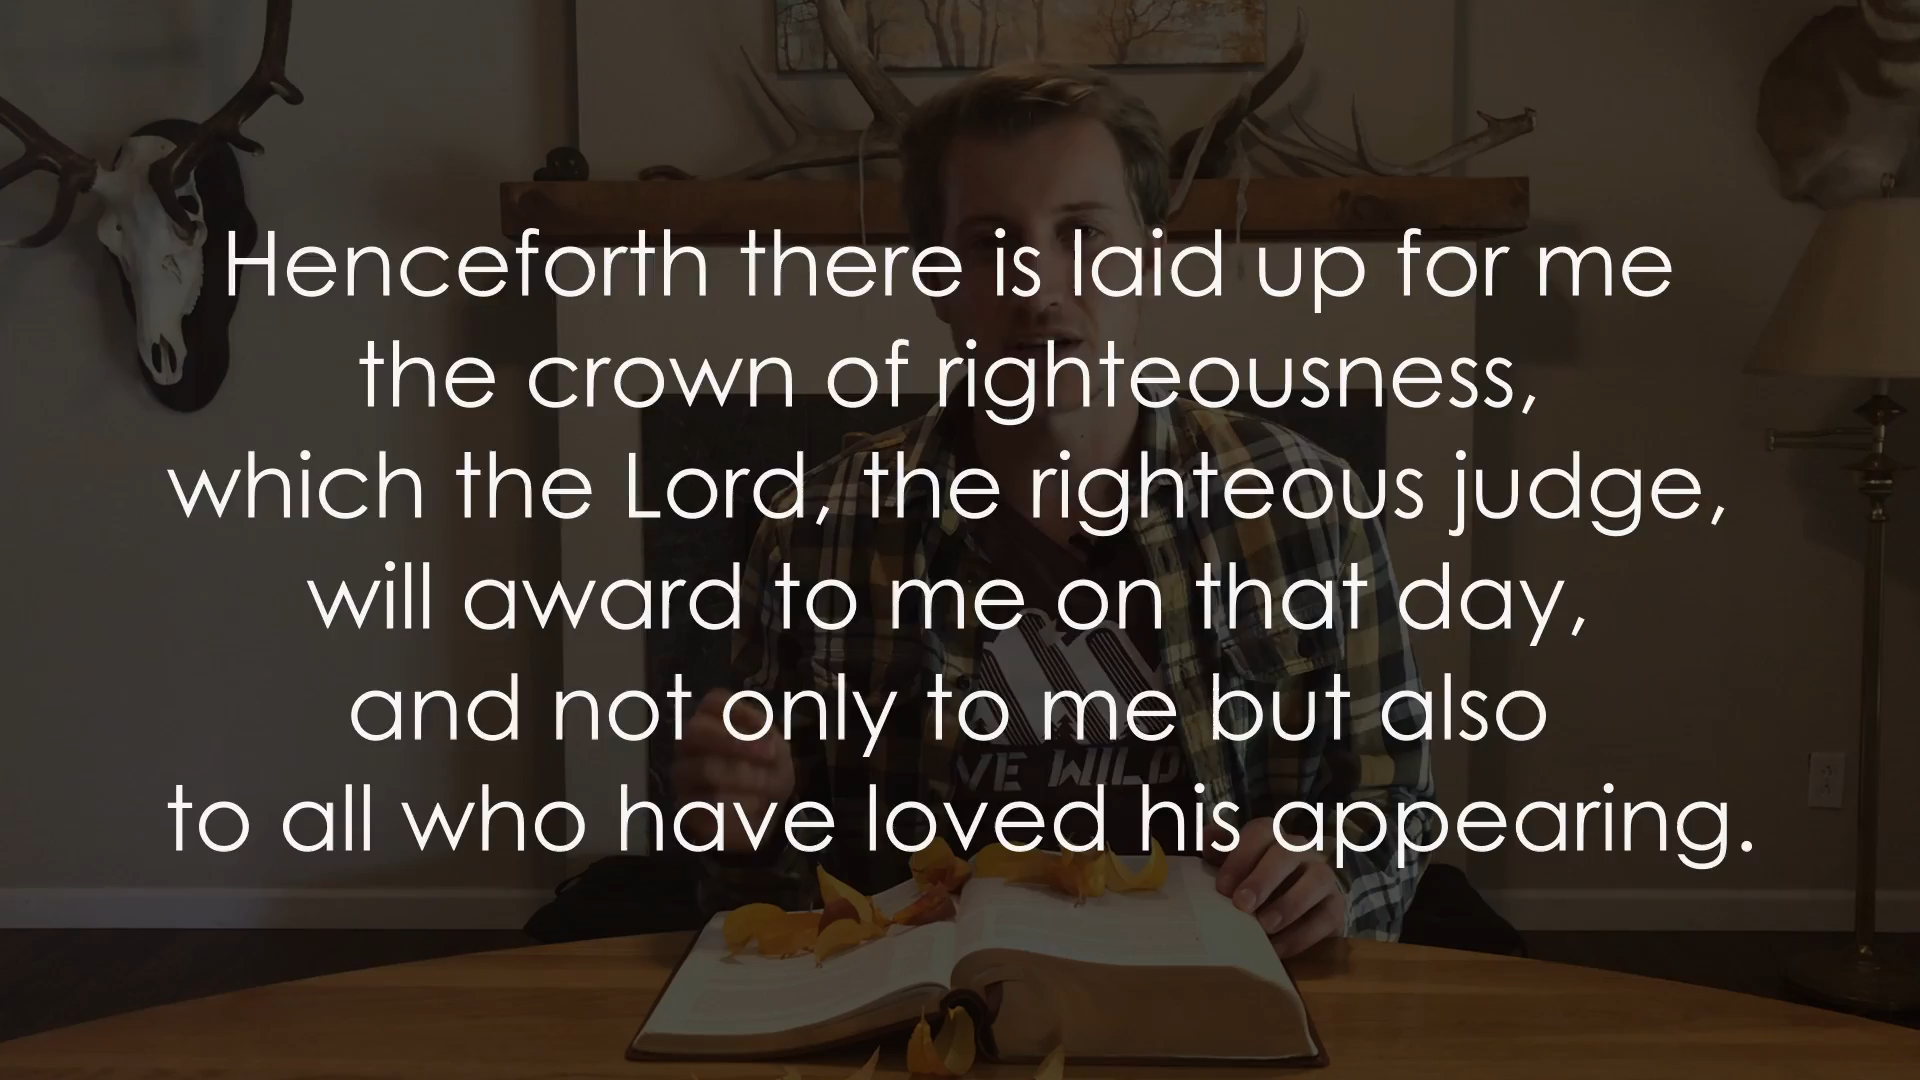 Henceforth there is laid up for me
the crown of righteousness,
which the Lord, the righteous judge,
will award to me on that day,
and not only to me but also
to all who have loved his appearing.
WILD